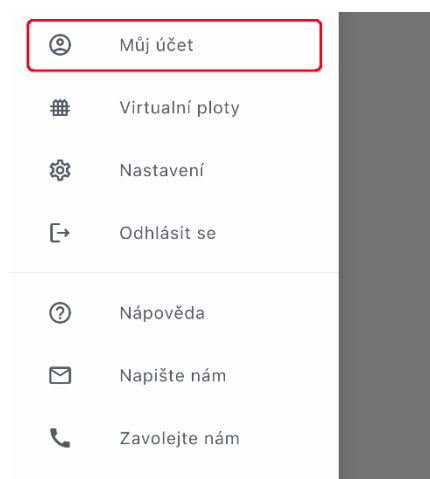 Můj účet
Virtualní ploty
Nastavení
Odhlásit se
Nápověda
Napište nám
Zavolejte nám